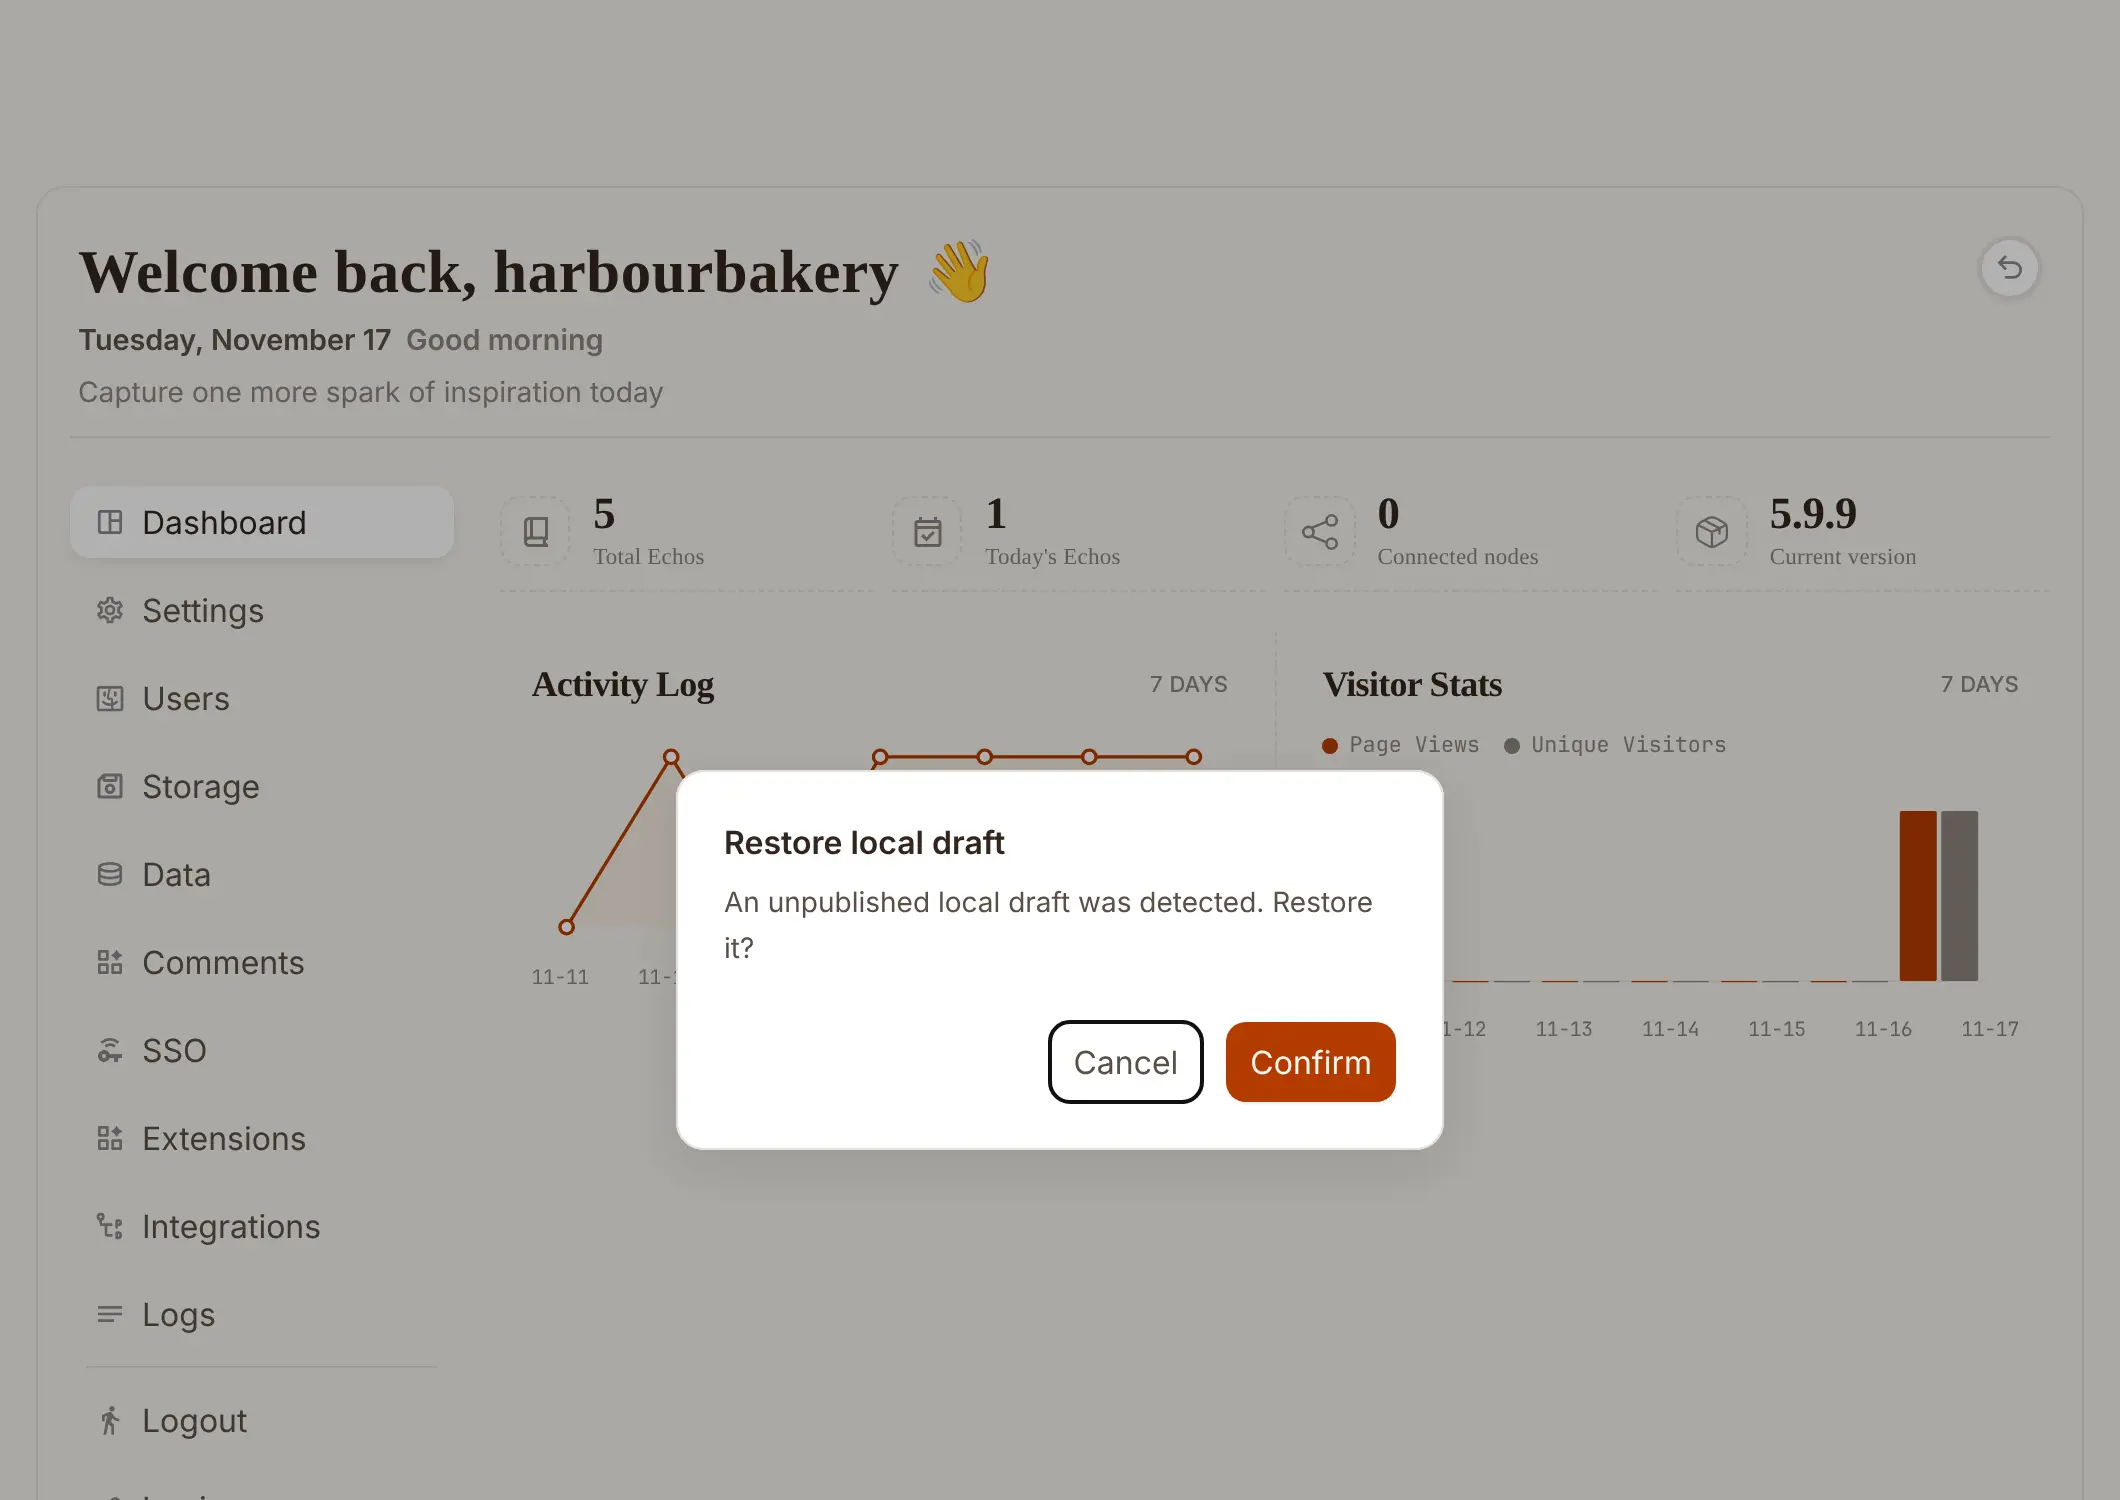 Welcome back, harbourbakery 👋
Tuesday, November 17 Good morning
Capture one more spark of inspiration today
Dashboard
Settings
Users
Storage
Data
Comments
SSO
Extensions
Integrations
Logs
Logout
5
Total Echos
1
Today's Echos
0
Connected nodes
5.9.9
Current version
Activity Log
7 DAYS
11-11
Visitor Stats
7 DAYS
Page Views
Unique Visitors
11-13
11-14
11-15
11-16
11-17
Restore local draft
An unpublished local draft was detected. Restore
it?
Cancel
Confirm